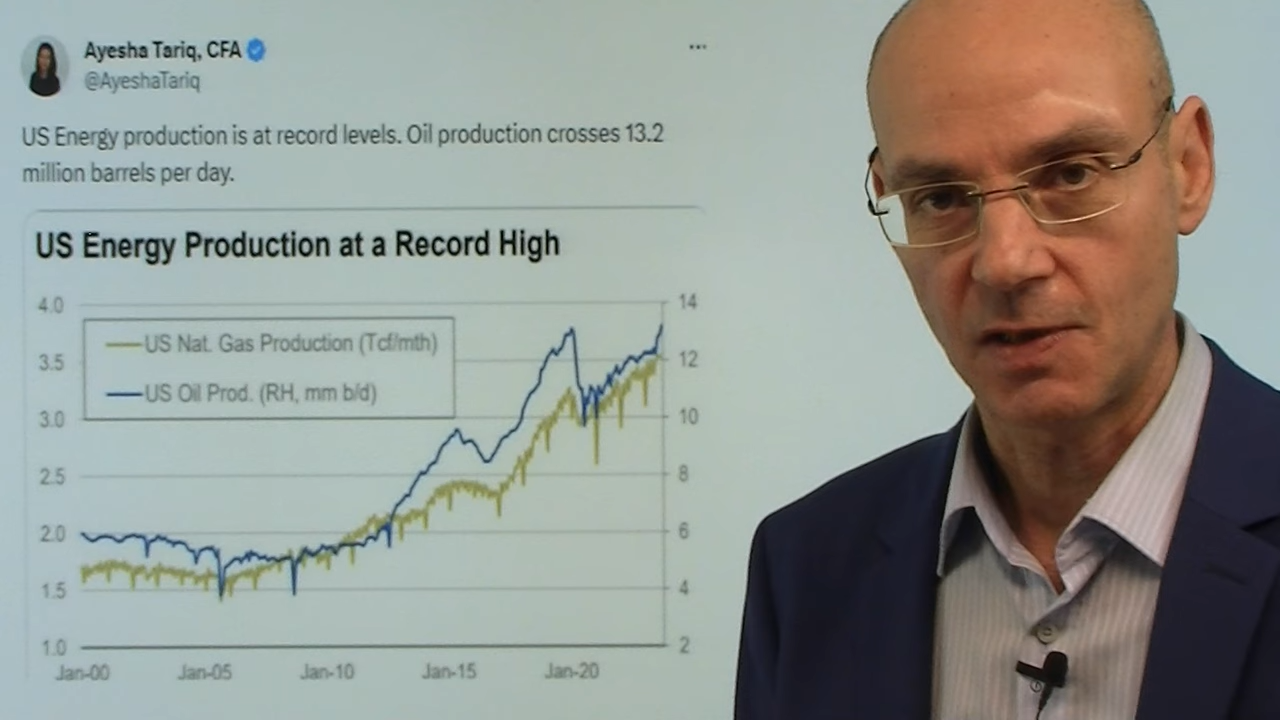 Ayesha Tariq, CFA
@AyeshaTariq
...
US Energy production is at record levels. Oil production crosses 13.2
million barrels per day.
US Energy Production at a Record High
4.0
3.5
3.0
2.5
2.0
1.5
1.0
US Nat. Gas Production (Tcf/mth)
US Oil Prod. (RH, mm b/d)
14
12
10
8
6
4
2
Jan-00 Jan-05 Jan-10 Jan-15 Jan-20